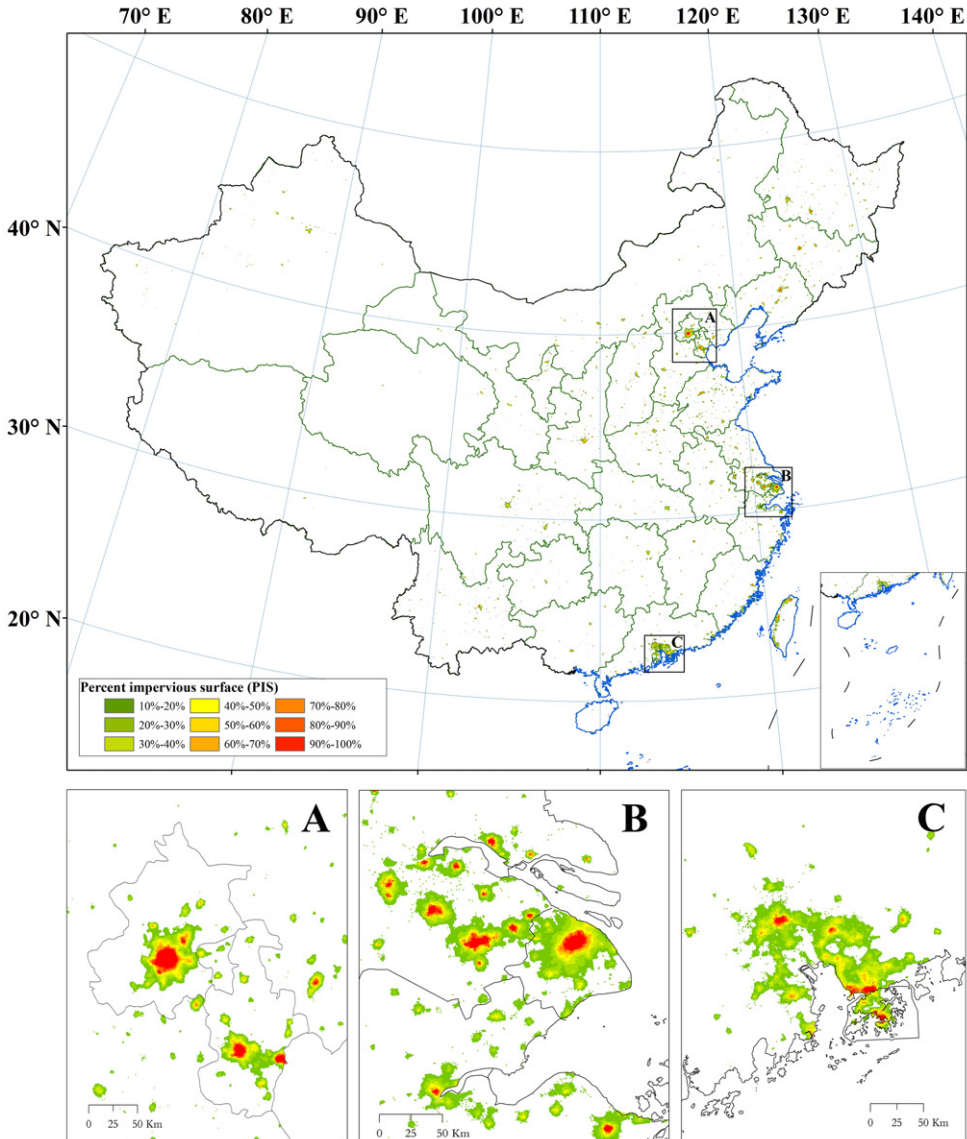 70° E 80° E 90° E 100° E 110° E 120° E 130° E 140° E
40° N
30° N
20° N
A
B
C
Percent impervious surface (PIS)
10%-20% 40%-50% 70%-80%
20%-30% 50%-60% 80%-90%
30%-40% 60%-70% 90%-100%
A B C
0 25 50 Km
0 25 50 Km
0 25 50 Km